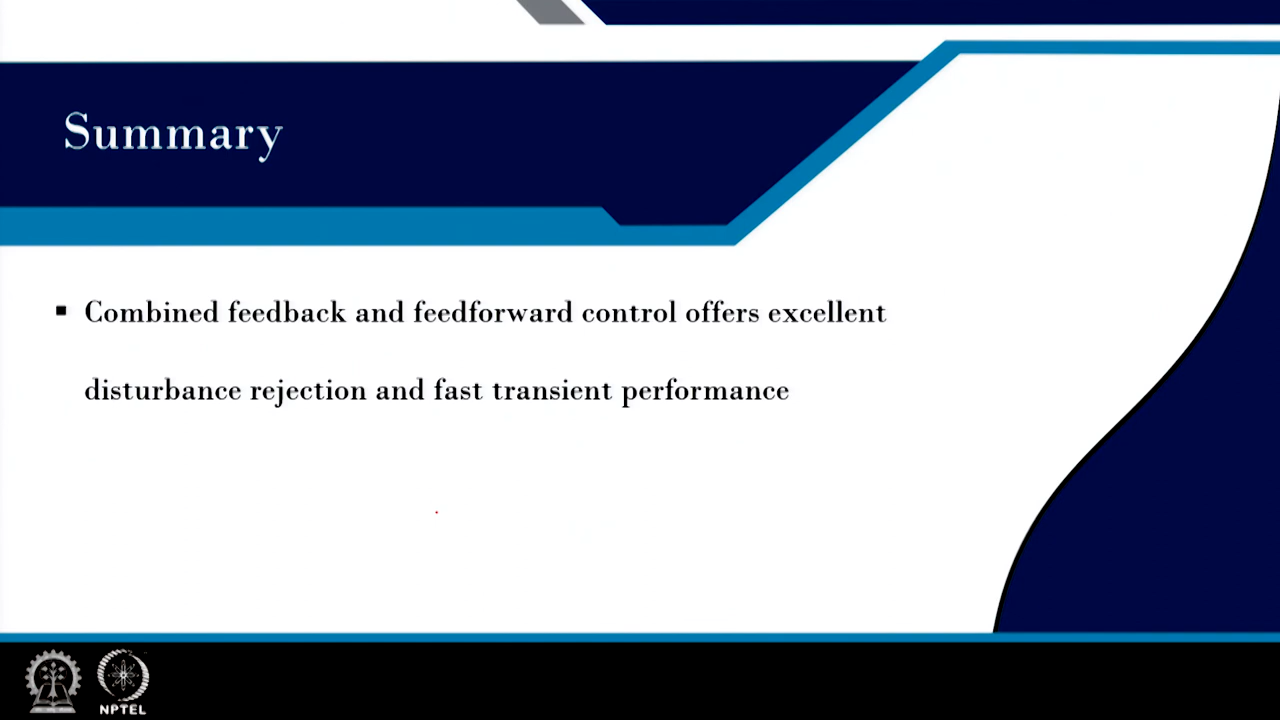 Summary
▪ Combined feedback and feedforward control offers excellent
disturbance rejection and fast transient performance
NPTEL